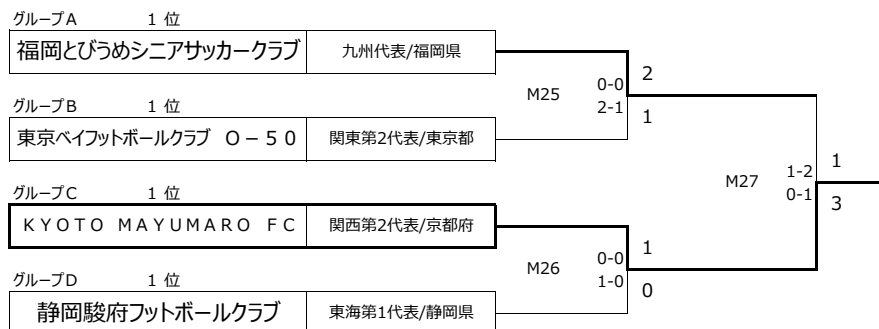 グループA 1 位
福岡とびうめシニアサッカークラブ 九州代表/福岡県
M25 0-0 2
2-1 1
グループB 1 位
東京ベイフットボールクラブ O－５０ 関東第2代表/東京都
M27 1-2 1
0-1 3
グループC 1 位
ＫＹＯＴＯ ＭＡＹＵＭＡＲＯ ＦＣ 関西第2代表/京都府
M26 0-0 1
1-0 0
グループD 1 位
静岡駿府フットボールクラブ 東海第1代表/静岡県